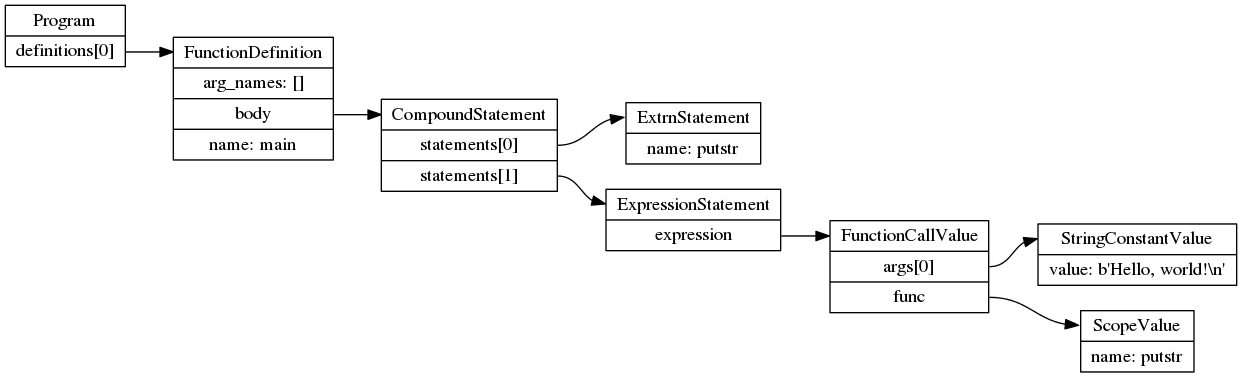 Program
definitions[0]
FunctionDefinition
arg_names: []
body
name: main
CompoundStatement
statements[0]
statements[1]
ExtrnStatement
name: putstr
ExpressionStatement
expression
FunctionCallValue
args[0]
func
StringConstantValue
value: b'Hello, world!\n'
ScopeValue
name: putstr